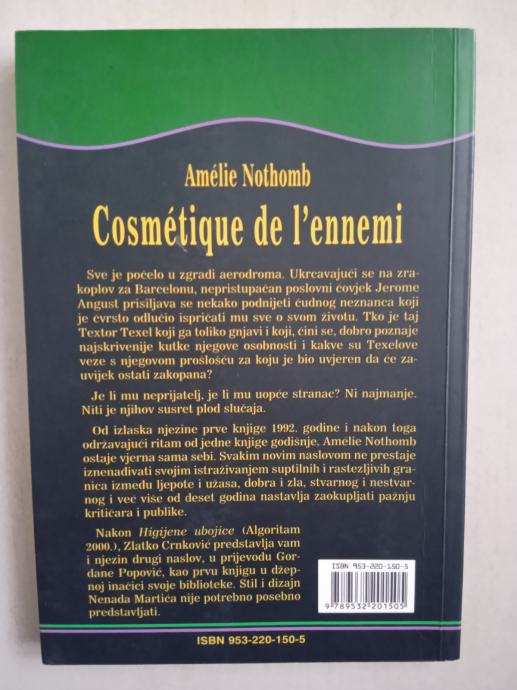 Amélie Nothomb
Cosmétique de l'ennemi
Sve je počelo u zgradi aerodroma. Ukrcavajući se na zra-
koplov za Barcelonu, nepristupačan poslovni čovjek Jerome
Angust prisiljava se nekako podnijeti čudnog neznanca koji
je čvrsto odlučio ispričati mu sve o svom životu. Tko je taj
Textor Texel koji ga toliko gnjavi i koji, čini se, dobro poznaje
najskrivenije kutke njegove osobnosti i kakve su Texelove
veze s njegovom prošlošću za koju je bio uvjeren da će za-
uvijek ostati zakopana?
Je li mu neprijatelj, je li mu uopće stranac? Ni najmanje.
Niti je njihov susret plod slučaja.
Od izlaska njezine prve knjige 1992. godine i nakon toga
održavajući ritam od jedne knjige godišnje, Amélie Nothomb
ostaje vjerna sama sebi. Svakim novim naslovom ne prestaje
iznenađivati svojim istraživanjem suptilnih i rastezljivih gra-
nica između ljepote i užasa, dobra i zla, stvarnog i nestvar-
nog i već više od deset godina nastavlja zaokupljati pažnju
kritičara i publike.
Nakon Higijene ubojice (Algoritam
2000.), Zlatko Crnković predstavlja vam
i njezin drugi naslov, u prijevodu Gor-
dane Popović, kao prvu knjigu u džep-
noj inačici svoje biblioteke. Stil i dizajn
Nenada Martića nije potrebno posebno
predstavljati.
ISBN 953-220-150-5
9 789532 201505
ISBN 953-220-150-5